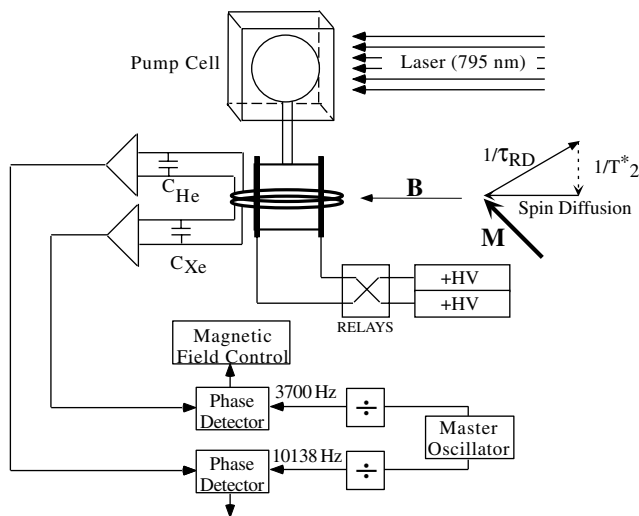 Pump Cell
Laser (795 nm)
C He
C Xe
B
1/τRD
1/T*2
Spin Diffusion
M
+HV
+HV
RELAYS
Magnetic
Field Control
Phase
Detector
3700 Hz
÷
Master
Oscillator
Phase
Detector
10138 Hz
÷